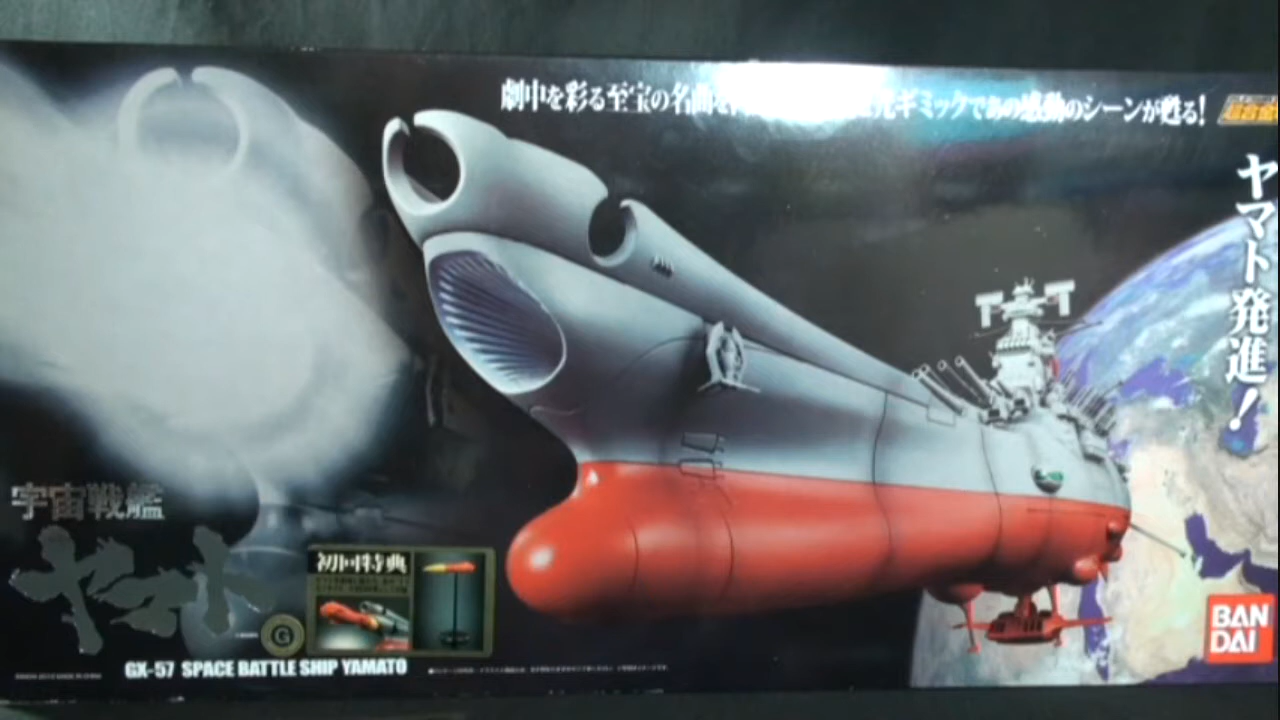 劇中を彩る至宝の名曲
ギミックであの感動のシーンが甦る!
超合金
ヤマト発進!
宇宙戦艦
ヤマト
初回特典
G
GX-57 SPACE BATTLE SHIP YAMATO
BAN
DAI